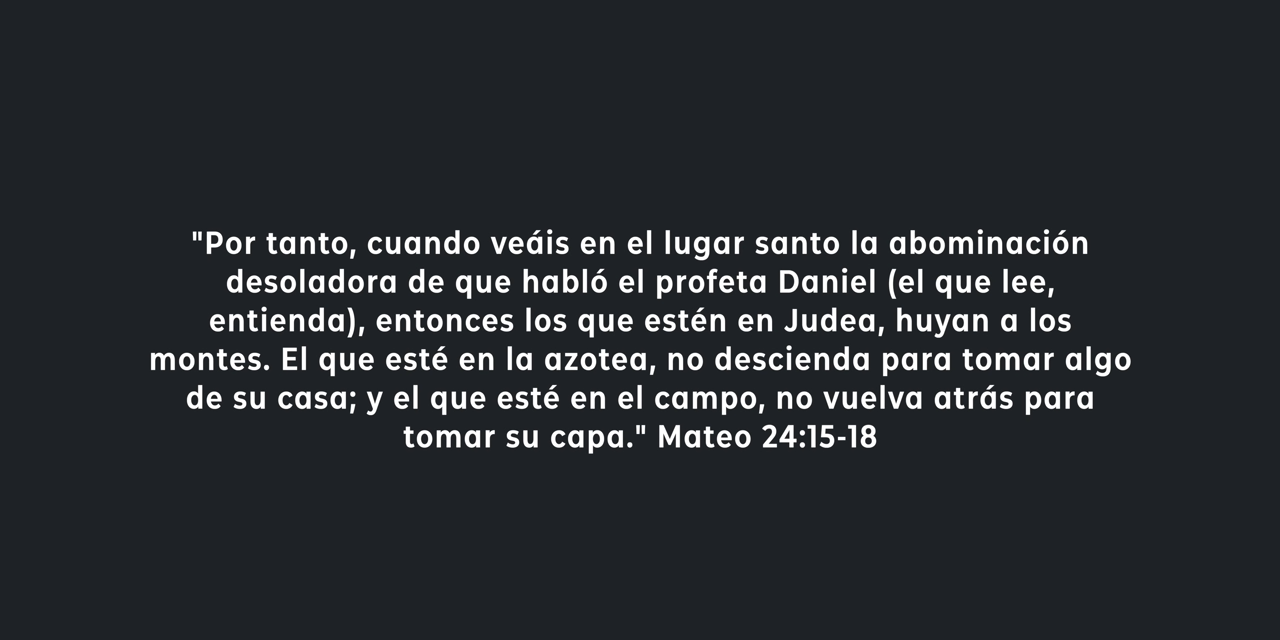 "Por tanto, cuando veáis en el lugar santo la abominación
desoladora de que habló el profeta Daniel (el que lee,
entienda), entonces los que estén en Judea, huyan a los
montes. El que esté en la azotea, no descienda para tomar algo
de su casa; y el que esté en el campo, no vuelva atrás para
tomar su capa." Mateo 24:15-18